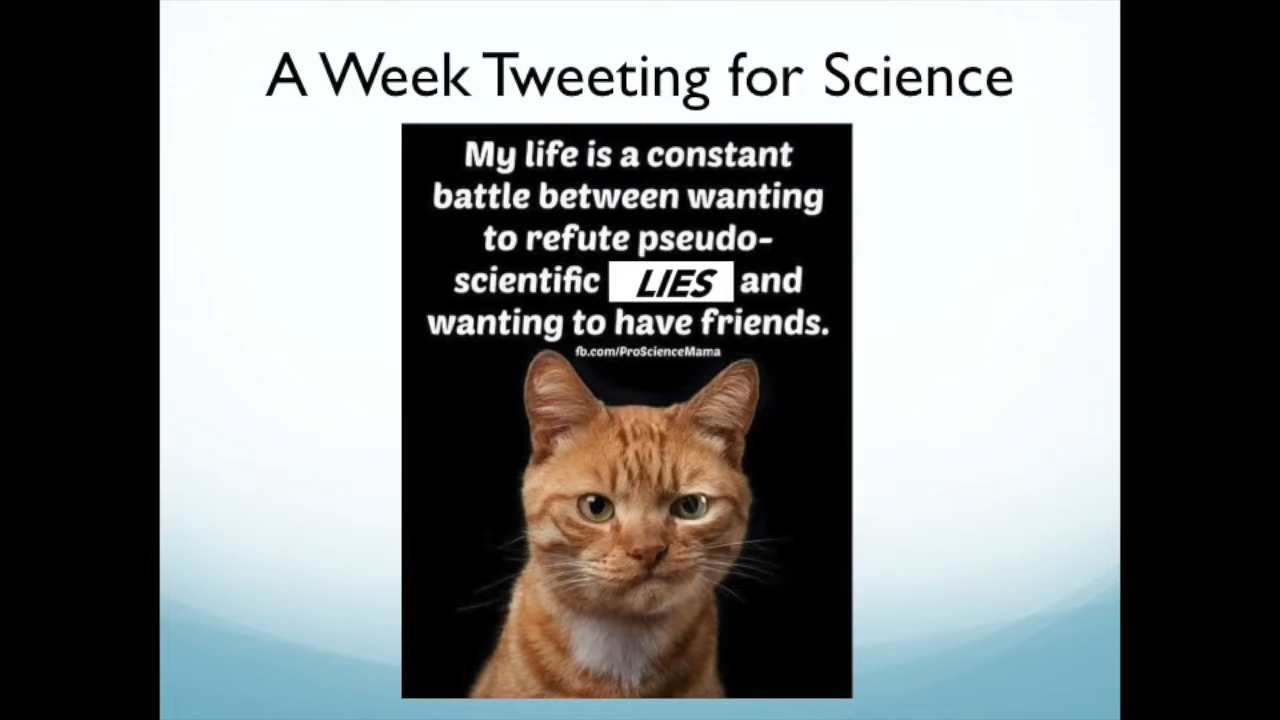 A Week Tweeting for Science
My life is a constant
battle between wanting
to refute pseudo-
scientific LIES and
wanting to have friends.
fb.com/ProScienceMama